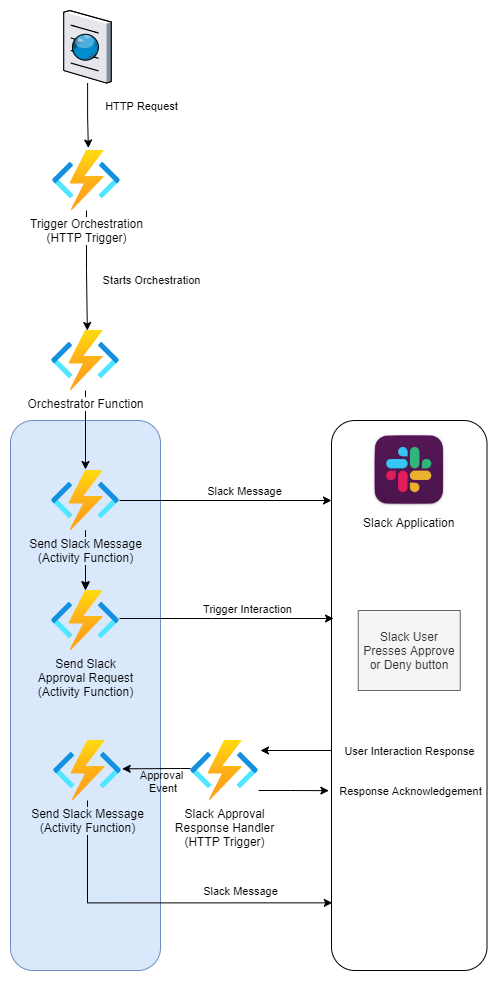 HTTP Request
Trigger Orchestration
(HTTP Trigger)
Starts Orchestration
Orchestrator Function
Slack Message
Slack Application
Send Slack Message
(Activity Function)
Trigger Interaction
Slack User
Presses Approve
or Deny button
Send Slack
Approval Request
(Activity Function)
User Interaction Response
Approval
Event
Response Acknowledgement
Send Slack Message
(Activity Function)
Slack Approval
Response Handler
(HTTP Trigger)
Slack Message